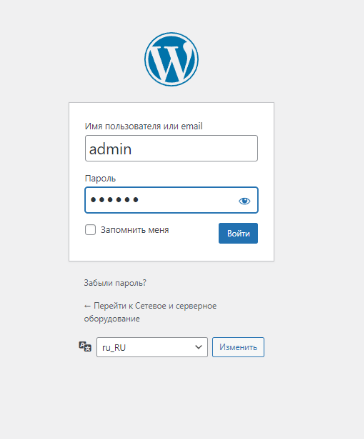 Имя пользователя или email
admin
Пароль
••••••
Запомнить меня
Войти
Забыли пароль?
← Перейти к Сетевое и серверное
оборудование
ru_RU
Изменить